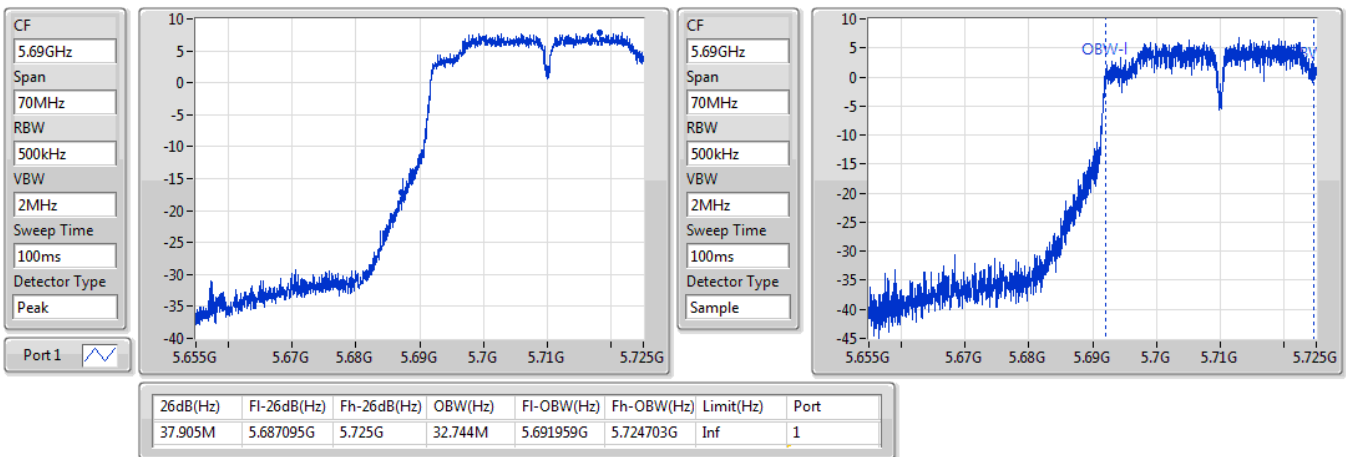 CF
5.69GHz
Span
70MHz
RBW
500kHz
VBW
2MHz
Sweep Time
100ms
Detector Type
Peak
Port 1
10
5
0
-5
-10
-15
-20
-25
-30
-35
-40
5.655G 5.67G 5.68G 5.69G 5.7G 5.71G 5.725G
CF
5.69GHz
Span
70MHz
RBW
500kHz
VBW
2MHz
Sweep Time
100ms
Detector Type
Sample
10
5
0
-5
-10
-15
-20
-25
-30
-35
-40
-45
OBW-l
5.655G 5.67G 5.68G 5.69G 5.7G 5.71G 5.725G
26dB(Hz) Fl-26dB(Hz) Fh-26dB(Hz) OBW(Hz) Fl-OBW(Hz) Fh-OBW(Hz) Limit(Hz) Port
37.905M 5.687095G 5.725G 32.744M 5.691959G 5.724703G Inf 1